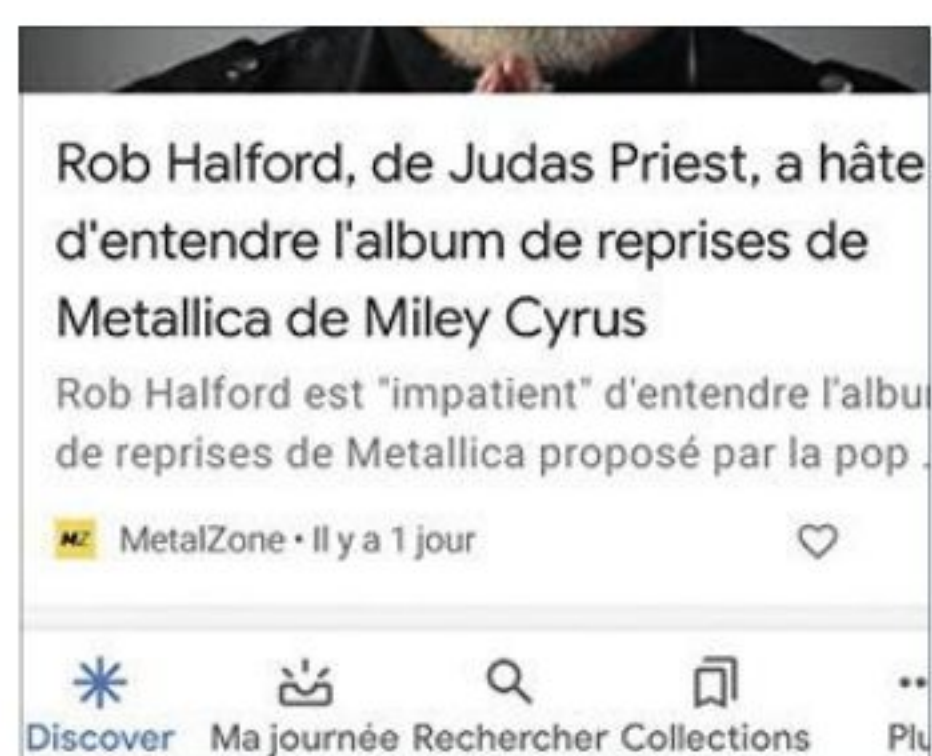 Rob Halford, de Judas Priest, a hâte
d'entendre l'album de reprises de
Metallica de Miley Cyrus
Rob Halford est "impatient" d'entendre l'albu
de reprises de Metallica proposé par la pop .
MZ MetalZone • Il y a 1 jour
Discover Ma journée Rechercher Collections Plu